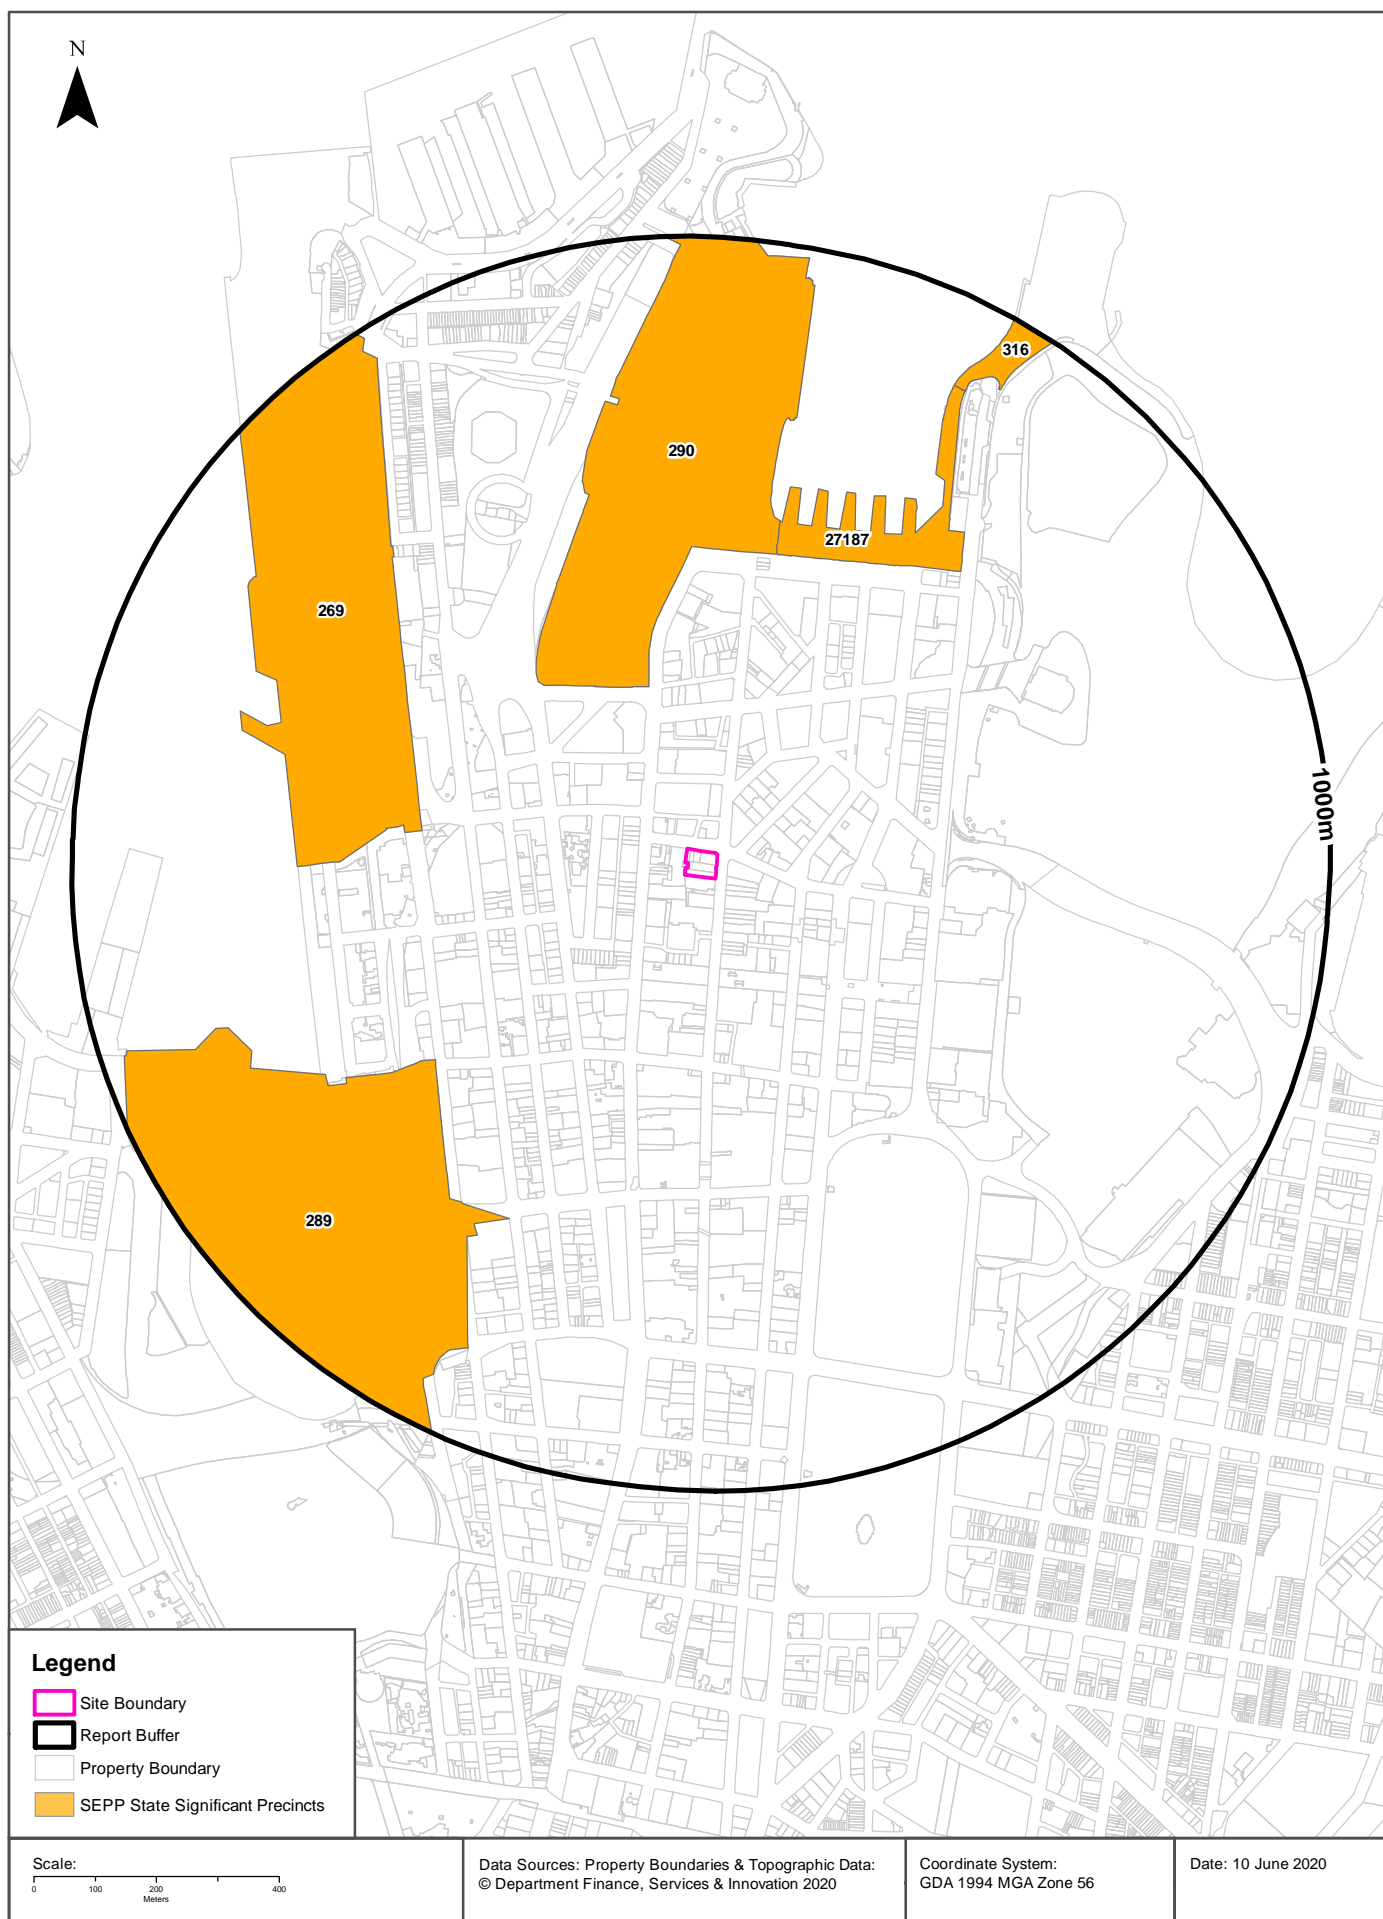 N
316
290
27187
269
1000m
289
Legend
Site Boundary
Report Buffer
Property Boundary
SEPP State Significant Precincts
Scale:
0 100 200 400
Meters
Data Sources: Property Boundaries & Topographic Data:
© Department Finance, Services & Innovation 2020
Coordinate System:
GDA 1994 MGA Zone 56
Date: 10 June 2020